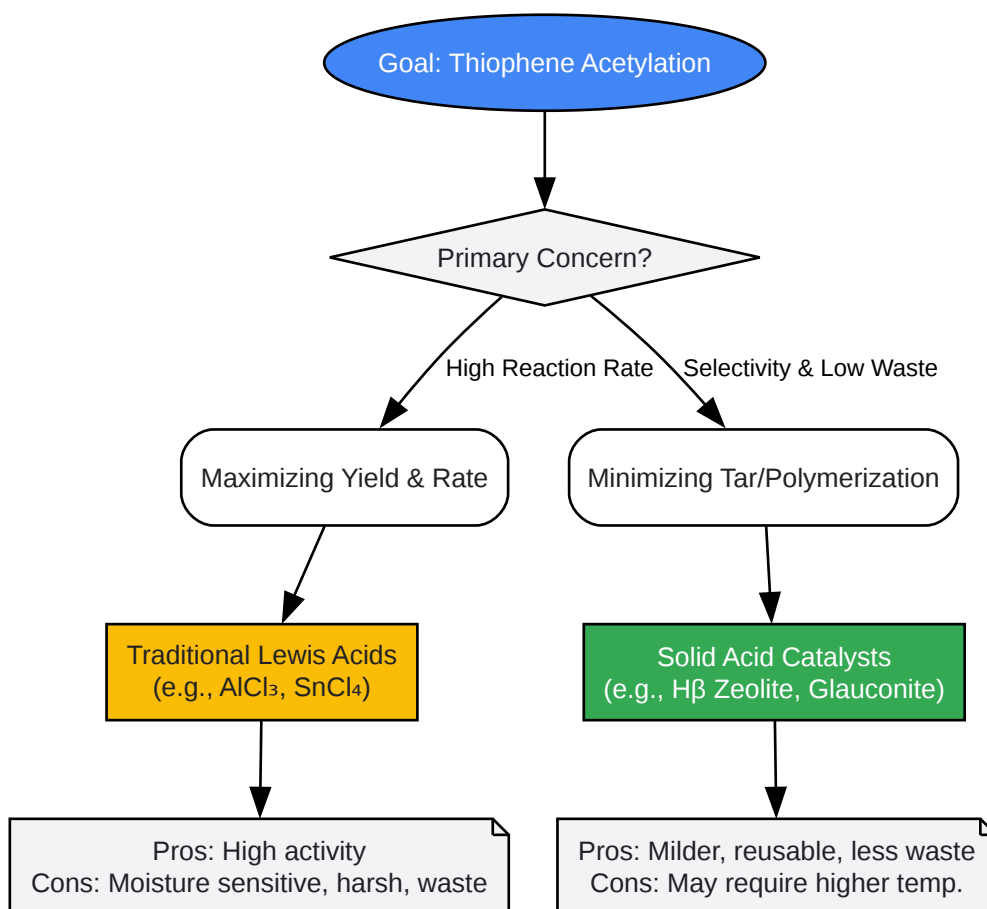 Goal: Thiophene Acetylation
Primary Concern?
High Reaction Rate
Selectivity & Low Waste
Maximizing Yield & Rate
Minimizing Tar/Polymerization
Traditional Lewis Acids
(e.g., AlCl₃, SnCl₄)
Solid Acid Catalysts
(e.g., Hβ Zeolite, Glauconite)
Pros: High activity
Cons: Moisture sensitive, harsh, waste
Pros: Milder, reusable, less waste
Cons: May require higher temp.